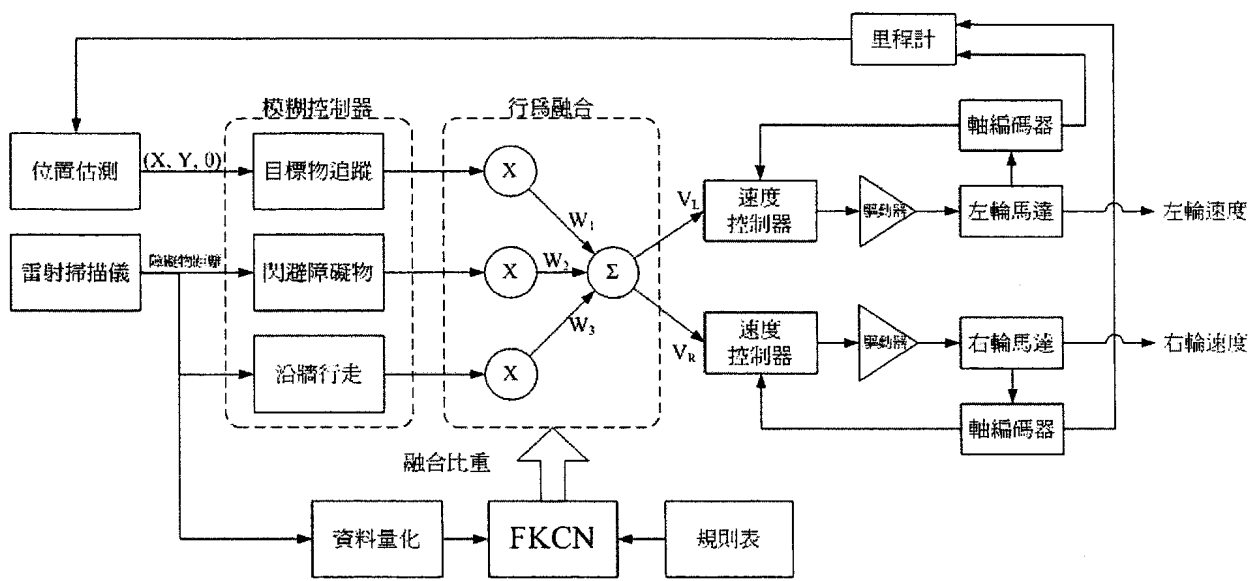 里程計
模糊控制器
行為融合
位置估測
(X, Y, θ)
目標物追蹤
X
W1
VL
速度
控制器
驅動器
左輪馬達
軸編碼器
左輪速度
雷射掃描儀
障礙物距離
閃避障礙物
X
W2
Σ
沿牆行走
X
W3
VR
速度
控制器
驅動器
右輪馬達
右輪速度
軸編碼器
融合比重
資料量化
FKCN
規則表